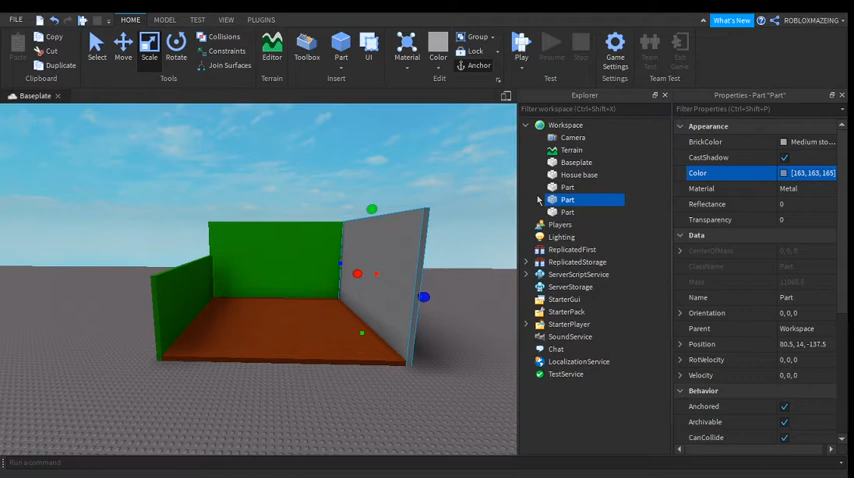 FILE HOME MODEL TEST VIEW PLUGINS What's New ROBLOXMAZEING
Paste Copy Cut Duplicate Clipboard
Select Move Scale Rotate Collisions Constraints Join Surfaces Tools
Editor Terrain
Toolbox Part UI Insert
Material Color Group Lock Anchor Edit
Play Resume Stop Test
Game Settings Settings
Team Test Exit Game Team Test
Baseplate
Explorer
Filter workspace (Ctrl+Shift+X)
Workspace
Camera
Terrain
Baseplate
Hosue base
Part
Part
Part
Players
Lighting
ReplicatedFirst
ReplicatedStorage
ServerScriptService
ServerStorage
StarterGui
StarterPack
StarterPlayer
SoundService
Chat
LocalizationService
TestService
Properties - Part "Part"
Filter Properties (Ctrl+Shift+P)
Appearance
BrickColor Medium sto...
CastShadow
Color [163,163,165]
Material Metal
Reflectance 0
Transparency 0
Data
CenterOfMass
ClassName Part
Mass
Name Part
Orientation 0,0,0
Parent Workspace
Position 80.5, 14, -137.5
RotVelocity 0,0,0
Velocity 0,0,0
Behavior
Anchored
Archivable
CanCollide
Run a command